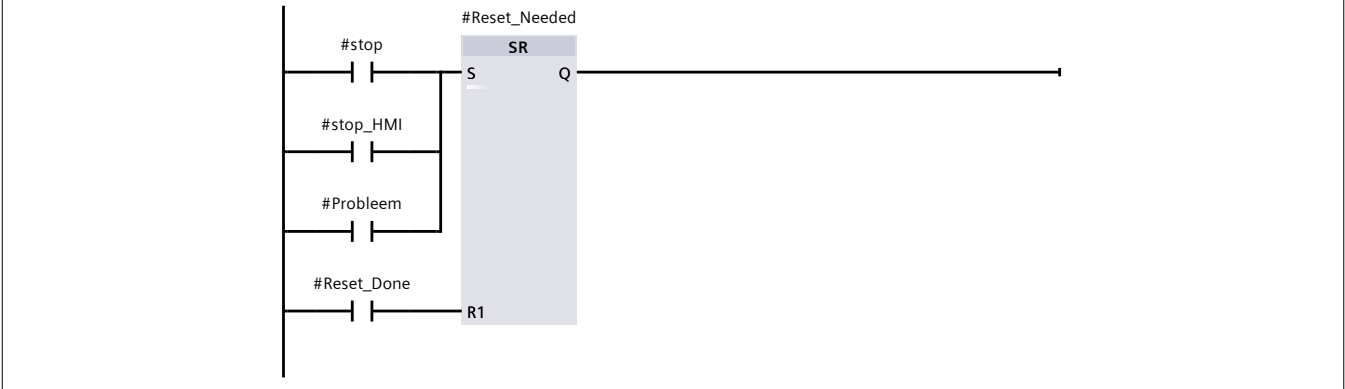 #Reset_Needed
#stop
SR
S
Q
#stop_HMI
#Probleem
#Reset_Done
R1